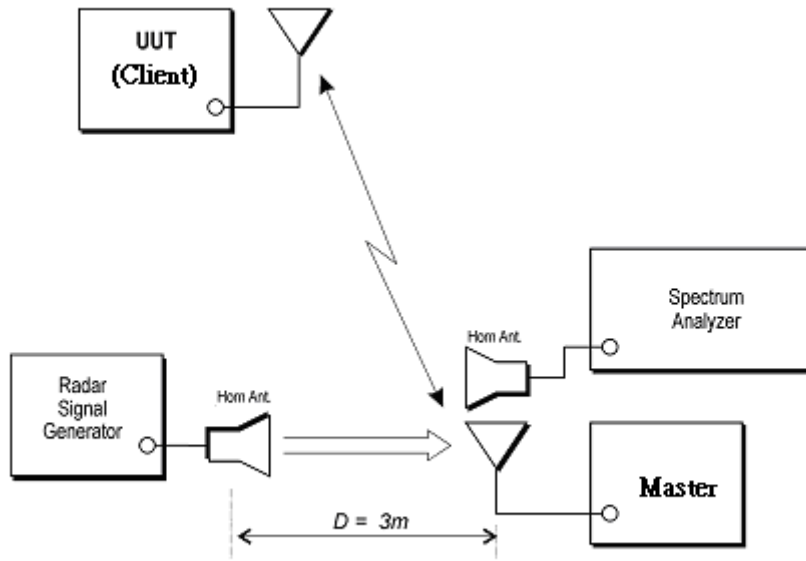 UUT
(Client)
Spectrum
Analyzer
Horn Ant.
Radar
Signal
Generator
Horn Ant.
Master
D = 3m